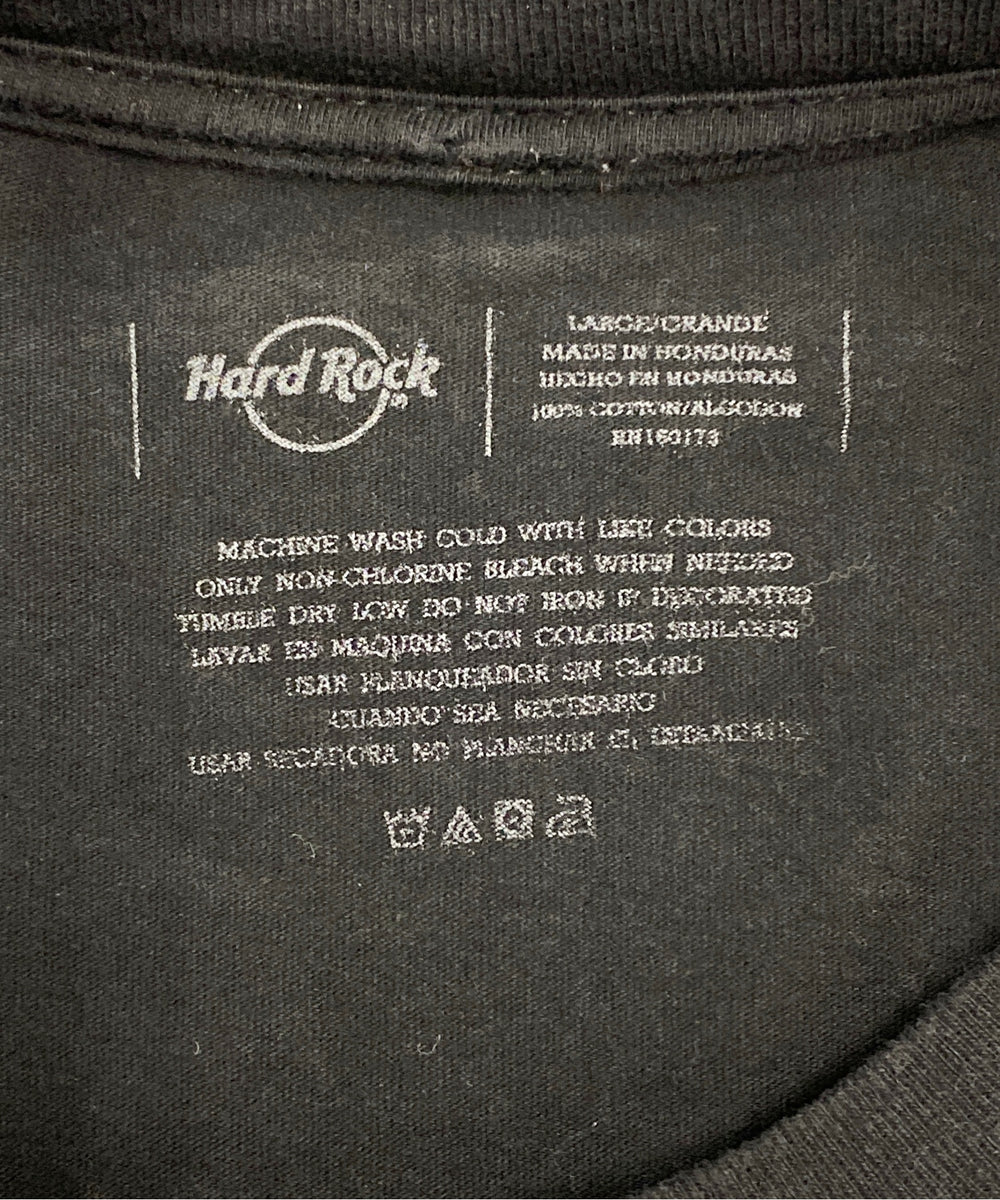 Hard Rock
LARGE/GRANDE
MADE IN HONDURAS
HECHO EN HONDURAS
100% COTTON/ALGODON
MACHINE WASH COLD WITH LIKE COLORS
ONLY NON-CHLORINE BLEACH WHEN NEEDED
TUMBLE DRY LOW DO NOT IRON IF DECORATED
LAVAR EN MAQUINA CON COLORES SIMILARES
USAR BLANQUEADOR SIN CLORO
CUANDO SEA NECESARIO
USAR SECADORA NO PLANCHAR